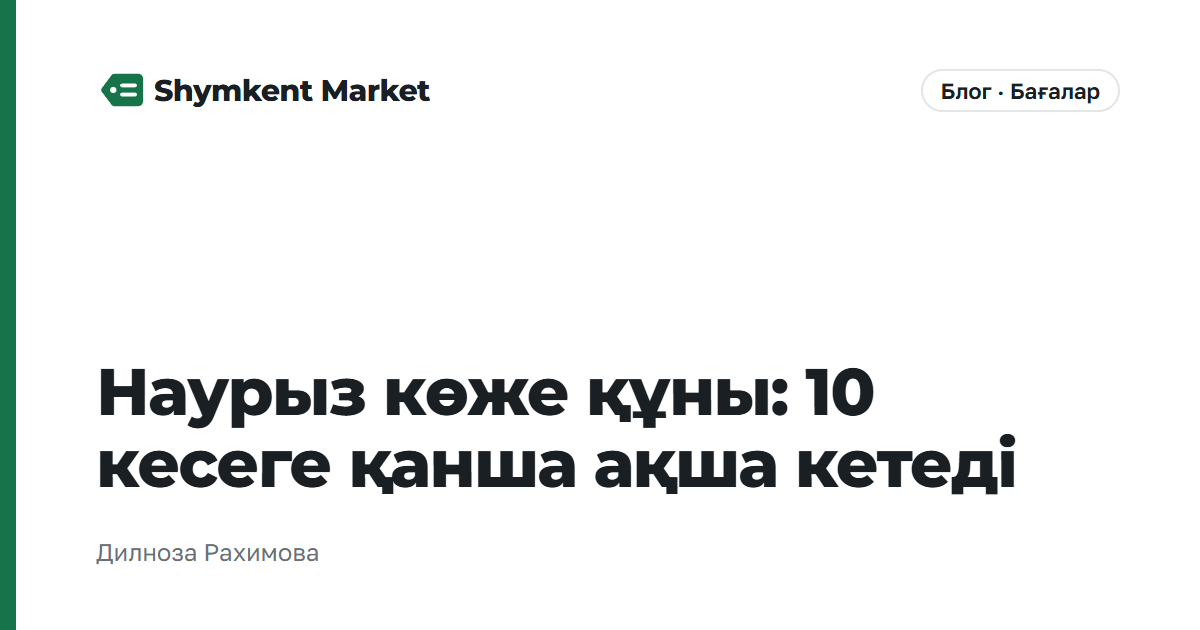 Shymkent Market
Блог · Бағалар
Наурыз көже құны: 10
кесеге қанша ақша кетеді
Дилноза Рахимова